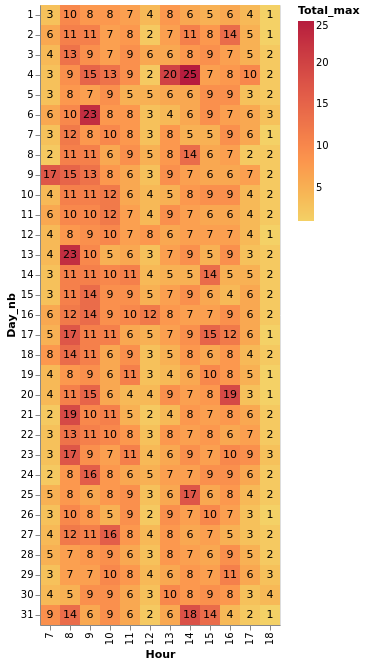 Total_max
1 3 10 8 8 7 4 8 6 5 6 4 1
2 6 11 11 7 8 2 7 11 8 14 5 1
3 4 13 9 7 9 6 6 8 9 7 5 2
4 3 9 15 13 9 2 20 25 7 8 10 2
5 3 8 7 9 5 5 6 6 9 9 3 2
6 6 10 23 8 8 3 4 6 9 7 6 3
7 3 12 8 10 8 3 8 5 5 9 6 1
8 2 11 11 6 9 5 8 14 6 7 2 2
9 17 15 13 8 6 3 9 7 6 6 7 2
10 4 11 11 12 6 4 5 8 9 9 4 2
11 6 10 10 12 7 4 9 7 6 6 4 2
12 4 8 9 10 7 8 6 7 7 7 4 1
13 4 23 10 5 6 3 7 9 5 9 3 2
14 3 11 11 10 11 4 5 5 14 5 5 2
15 3 11 14 9 9 5 7 9 6 4 6 2
16 6 12 14 9 10 12 8 7 7 9 6 2
17 5 17 11 11 6 5 7 9 15 12 6 1
18 8 14 11 6 9 3 5 8 6 8 4 2
19 4 8 9 6 11 3 4 6 10 8 5 1
20 4 11 15 6 4 4 9 7 8 19 3 1
21 2 19 10 11 5 2 4 8 7 8 6 2
22 3 13 11 10 8 3 8 7 8 6 7 2
23 3 17 9 7 11 4 6 9 7 10 9 3
24 2 8 16 8 6 5 7 7 9 9 6 2
25 5 8 6 8 9 3 6 17 6 8 4 2
26 3 10 8 5 9 2 9 7 10 7 3 1
27 4 12 11 16 8 4 8 6 7 5 3 2
28 5 7 8 9 6 3 8 7 6 9 5 2
29 3 7 7 10 8 4 6 8 7 11 6 3
30 4 5 9 9 6 3 10 8 9 8 3 4
31 9 14 6 9 6 2 6 18 14 4 2 1
7 8 9 10 11 12 13 14 15 16 17 18
Hour
Day_nb
25
20
15
10
5